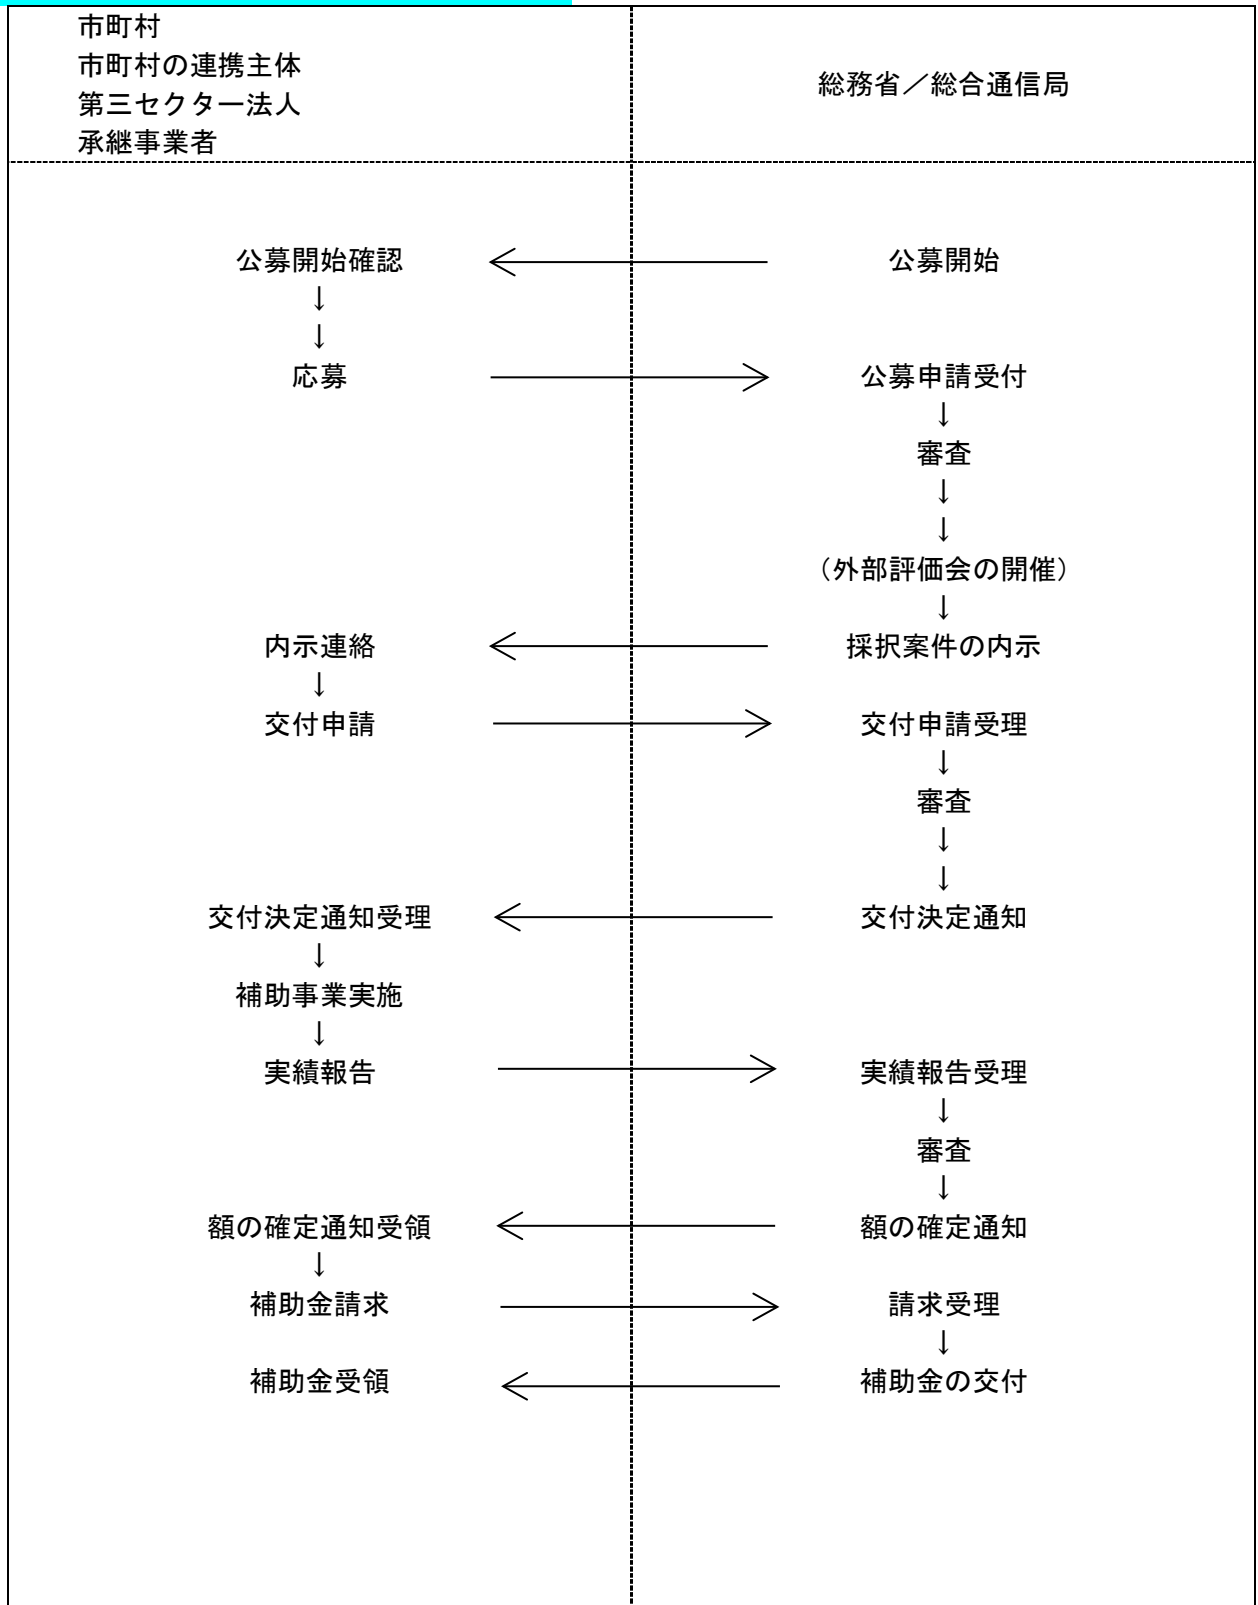 市町村
市町村の連携主体
第三セクター法人
承継事業者
総務省／総合通信局
公募開始確認
公募開始
↓
↓
応募
公募申請受付
↓
審査
↓
↓
（外部評価会の開催）
↓
内示連絡
採択案件の内示
↓
交付申請
交付申請受理
↓
審査
↓
↓
交付決定通知受理
交付決定通知
↓
補助事業実施
↓
実績報告
実績報告受理
↓
審査
↓
額の確定通知受領
額の確定通知
↓
補助金請求
請求受理
↓
補助金受領
補助金の交付